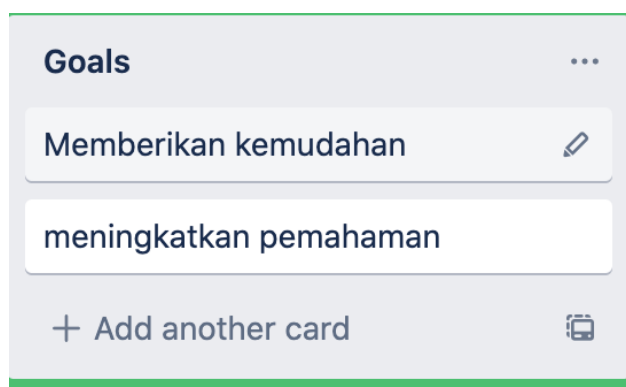 Goals
Memberikan kemudahan
meningkatkan pemahaman
+ Add another card